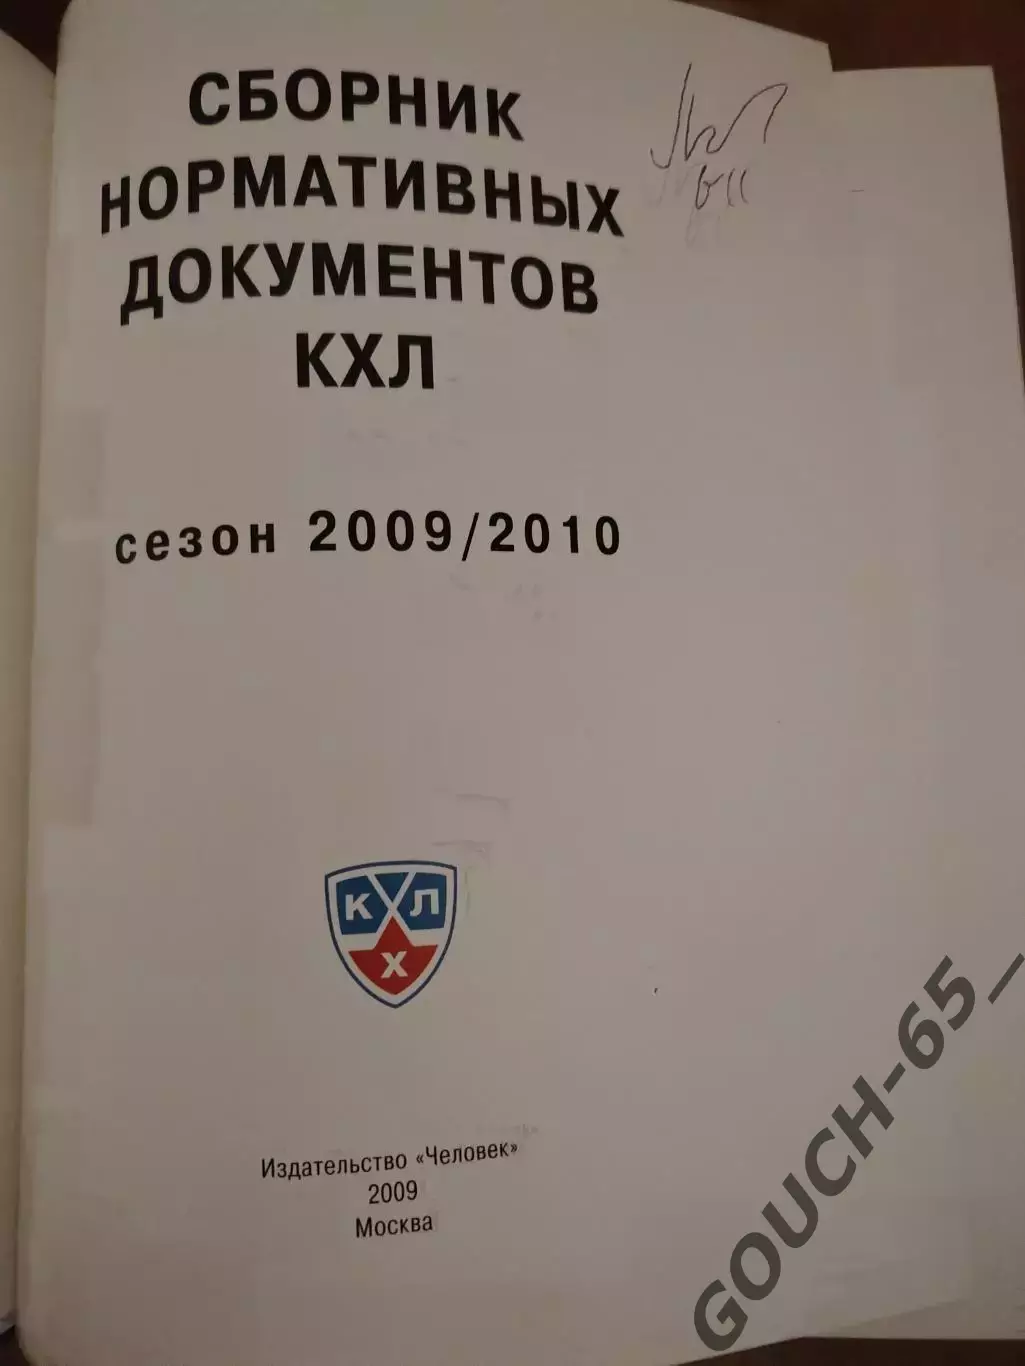 СБОРНИК
НОРМАТИВНЫХ
ДОКУМЕНТОВ
КХЛ
сезон 2009/2010
К Х Л
Х
Издательство «Человек»
2009
Москва
GOUCH-65_